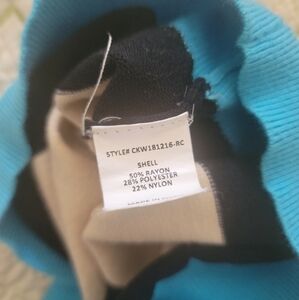 STYLE# CKW181216-RC
SHELL
50% RAYON
28% POLYESTER
22% NYLON